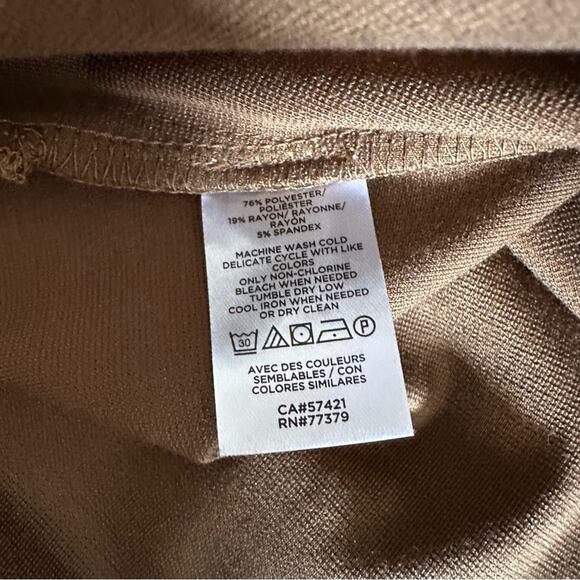 76% POLYESTER/
POLIÉSTER
19% RAYON/ RAYONNE/
RAYÓN
5% SPANDEX
MACHINE WASH COLD
DELICATE CYCLE WITH LIKE
COLORS
ONLY NON-CHLORINE
BLEACH WHEN NEEDED
TUMBLE DRY LOW
COOL IRON WHEN NEEDED
OR DRY CLEAN
30 P
AVEC DES COULEURS
SEMBLABLES / CON
COLORES SIMILARES
CA#57421
RN#77379